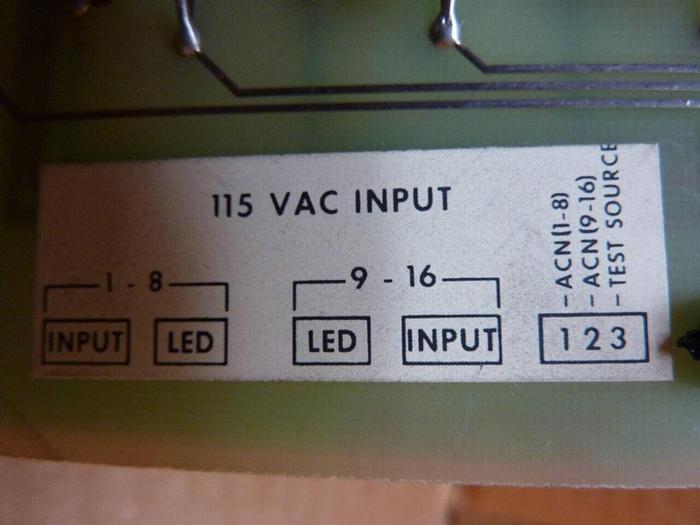 115 VAC INPUT
1 - 8
9 - 16
INPUT
LED
LED
INPUT
1 2 3
-ACN(1-8)
-ACN(9-16)
-TEST SOURCE